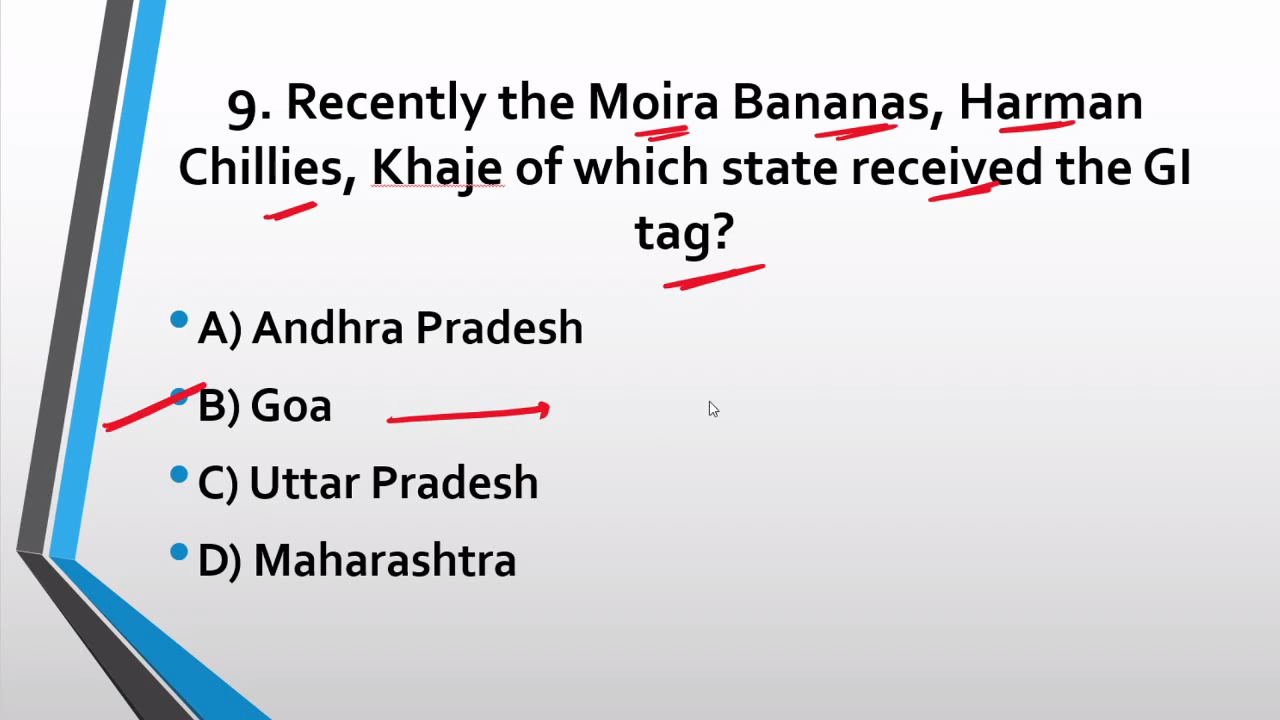 9. Recently the Moira Bananas, Harman
Chillies, Khaje of which state received the GI
tag?
A) Andhra Pradesh
B) Goa
C) Uttar Pradesh
D) Maharashtra